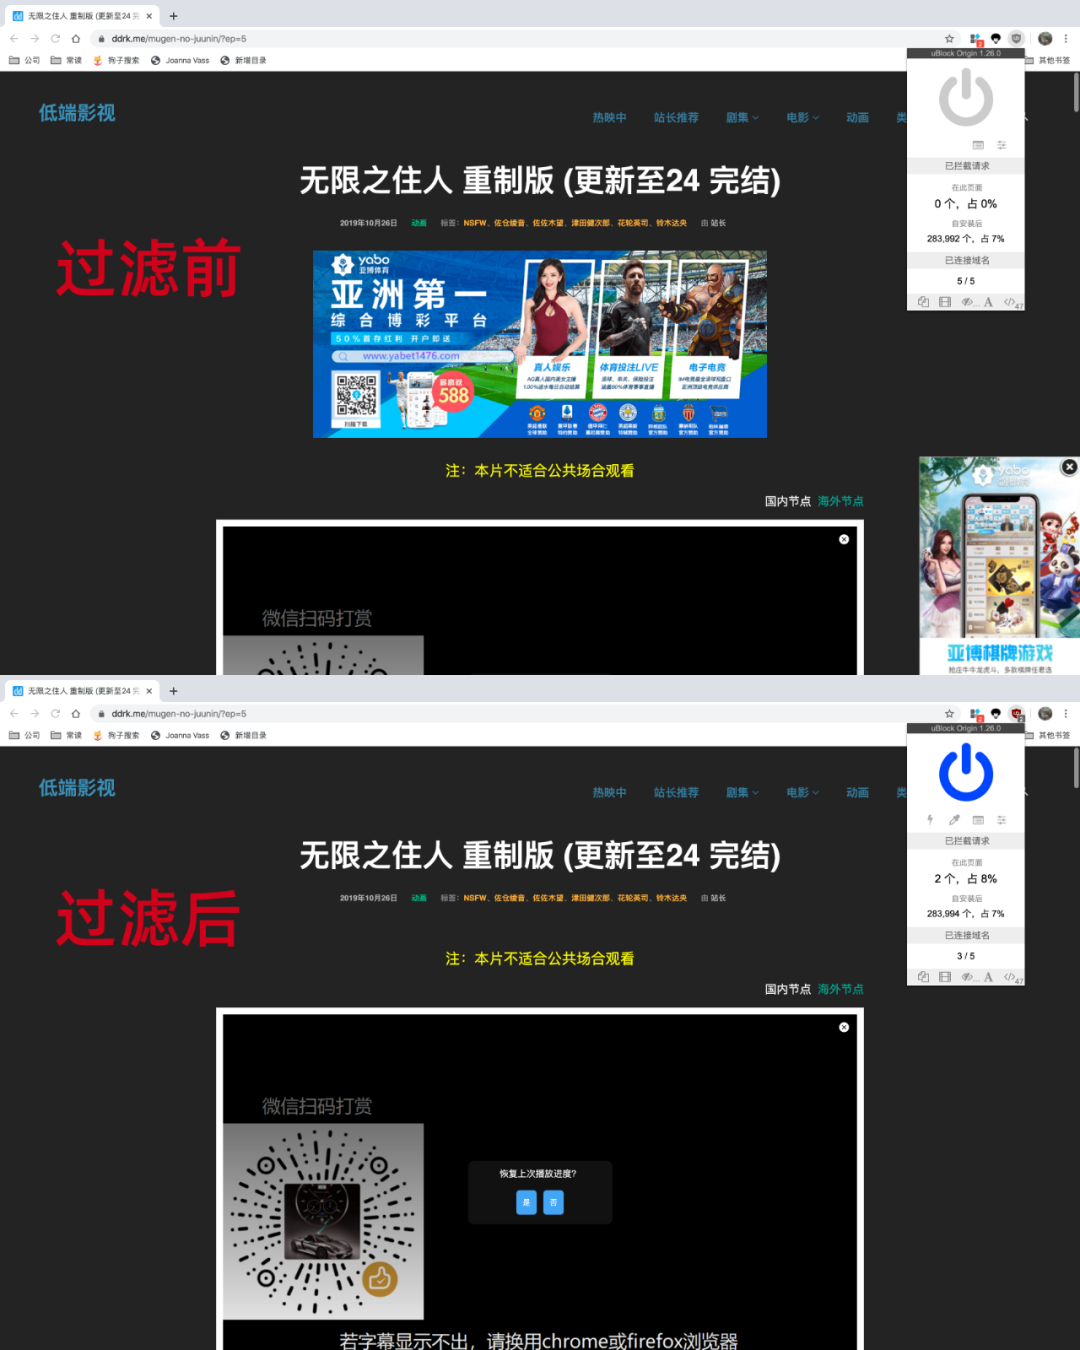 无限之住人 重制版 (更新至24 完
ddrk.me/mugen-no-juunin/?ep=5
公司
常读
狗子搜索
Joanna Vass
新增目录
其他书签
uBlock Origin 1.26.0
已拦截请求
在此页面
0 个，占 0%
自安装后
283,992 个，占 7%
已连接域名
5 / 5
47
低端影视
热映中
站长推荐
剧集
电影
动画
类
无限之住人 重制版 (更新至24 完结)
2019年10月26日 动画 标签：NSFW、佐仓绫音、佐佐木望、津田健次郎、花轮英司、铃木达央 由 站长
过滤前
yabo
亚博体育
亚洲第一
综合博彩平台
50%首存红利 开户即送
www.yabet1476.com
扫描下载
最高送
588
真人娱乐
体育投注LIVE
电子电竞
注：本片不适合公共场合观看
国内节点 海外节点
微信扫码打赏
yabo
亚博棋牌游戏
抢庄牛牛龙虎斗，多款棋牌任君选
无限之住人 重制版 (更新至24 完
ddrk.me/mugen-no-juunin/?ep=5
公司
常读
狗子搜索
Joanna Vass
新增目录
其他书签
uBlock Origin 1.26.0
已拦截请求
在此页面
2 个，占 8%
自安装后
283,994 个，占 7%
已连接域名
3 / 5
47
低端影视
热映中
站长推荐
剧集
电影
动画
类
无限之住人 重制版 (更新至24 完结)
2019年10月26日 动画 标签：NSFW、佐仓绫音、佐佐木望、津田健次郎、花轮英司、铃木达央 由 站长
过滤后
注：本片不适合公共场合观看
国内节点 海外节点
微信扫码打赏
恢复上次播放进度?
是 否
若字幕显示不出，请换用chrome或firefox浏览器